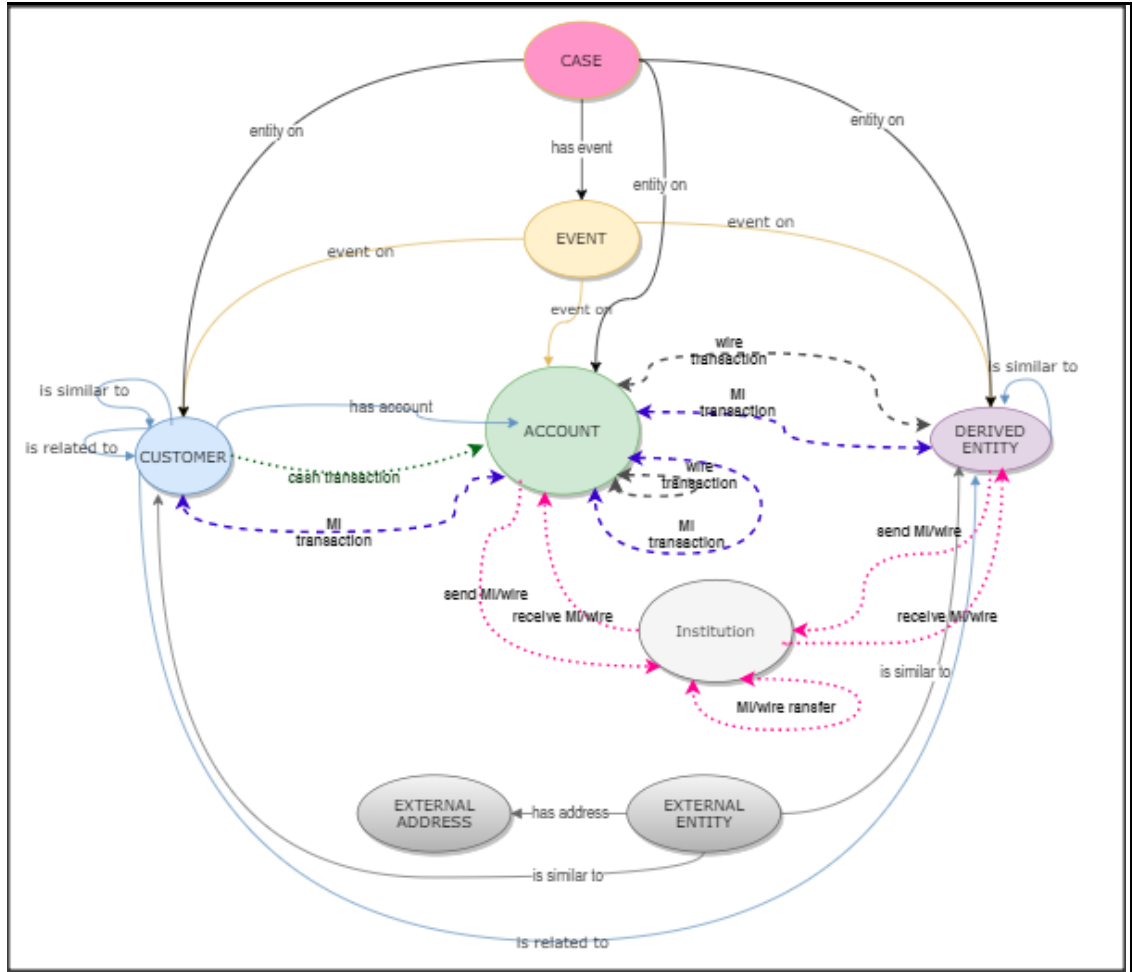 CASE
entity on
entity on
has event
entity on
EVENT
event on
event on
event on
wire
transaction
is similar to
is similar to
MI
transaction
has account
ACCOUNT
DERIVED
ENTITY
is related to
CUSTOMER
cash transaction
wire
transaction
MI
transaction
MI
transaction
send MI/wire
send MI/wire
receive MI/wire
receive MI/wire
Institution
is similar to
MI/wire ransfer
EXTERNAL
ADDRESS
has address
EXTERNAL
ENTITY
is similar to
is related to